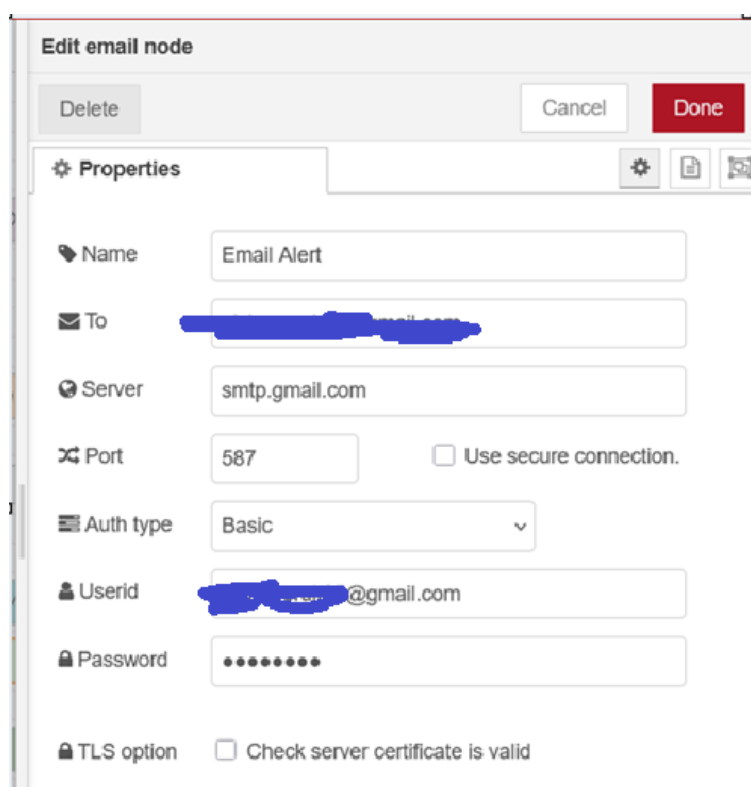 Edit email node
Delete Cancel Done
Properties
Name Email Alert
To
Server smtp.gmail.com
Port 587 Use secure connection.
Auth type Basic
Userid @gmail.com
Password ••••••••
TLS option Check server certificate is valid